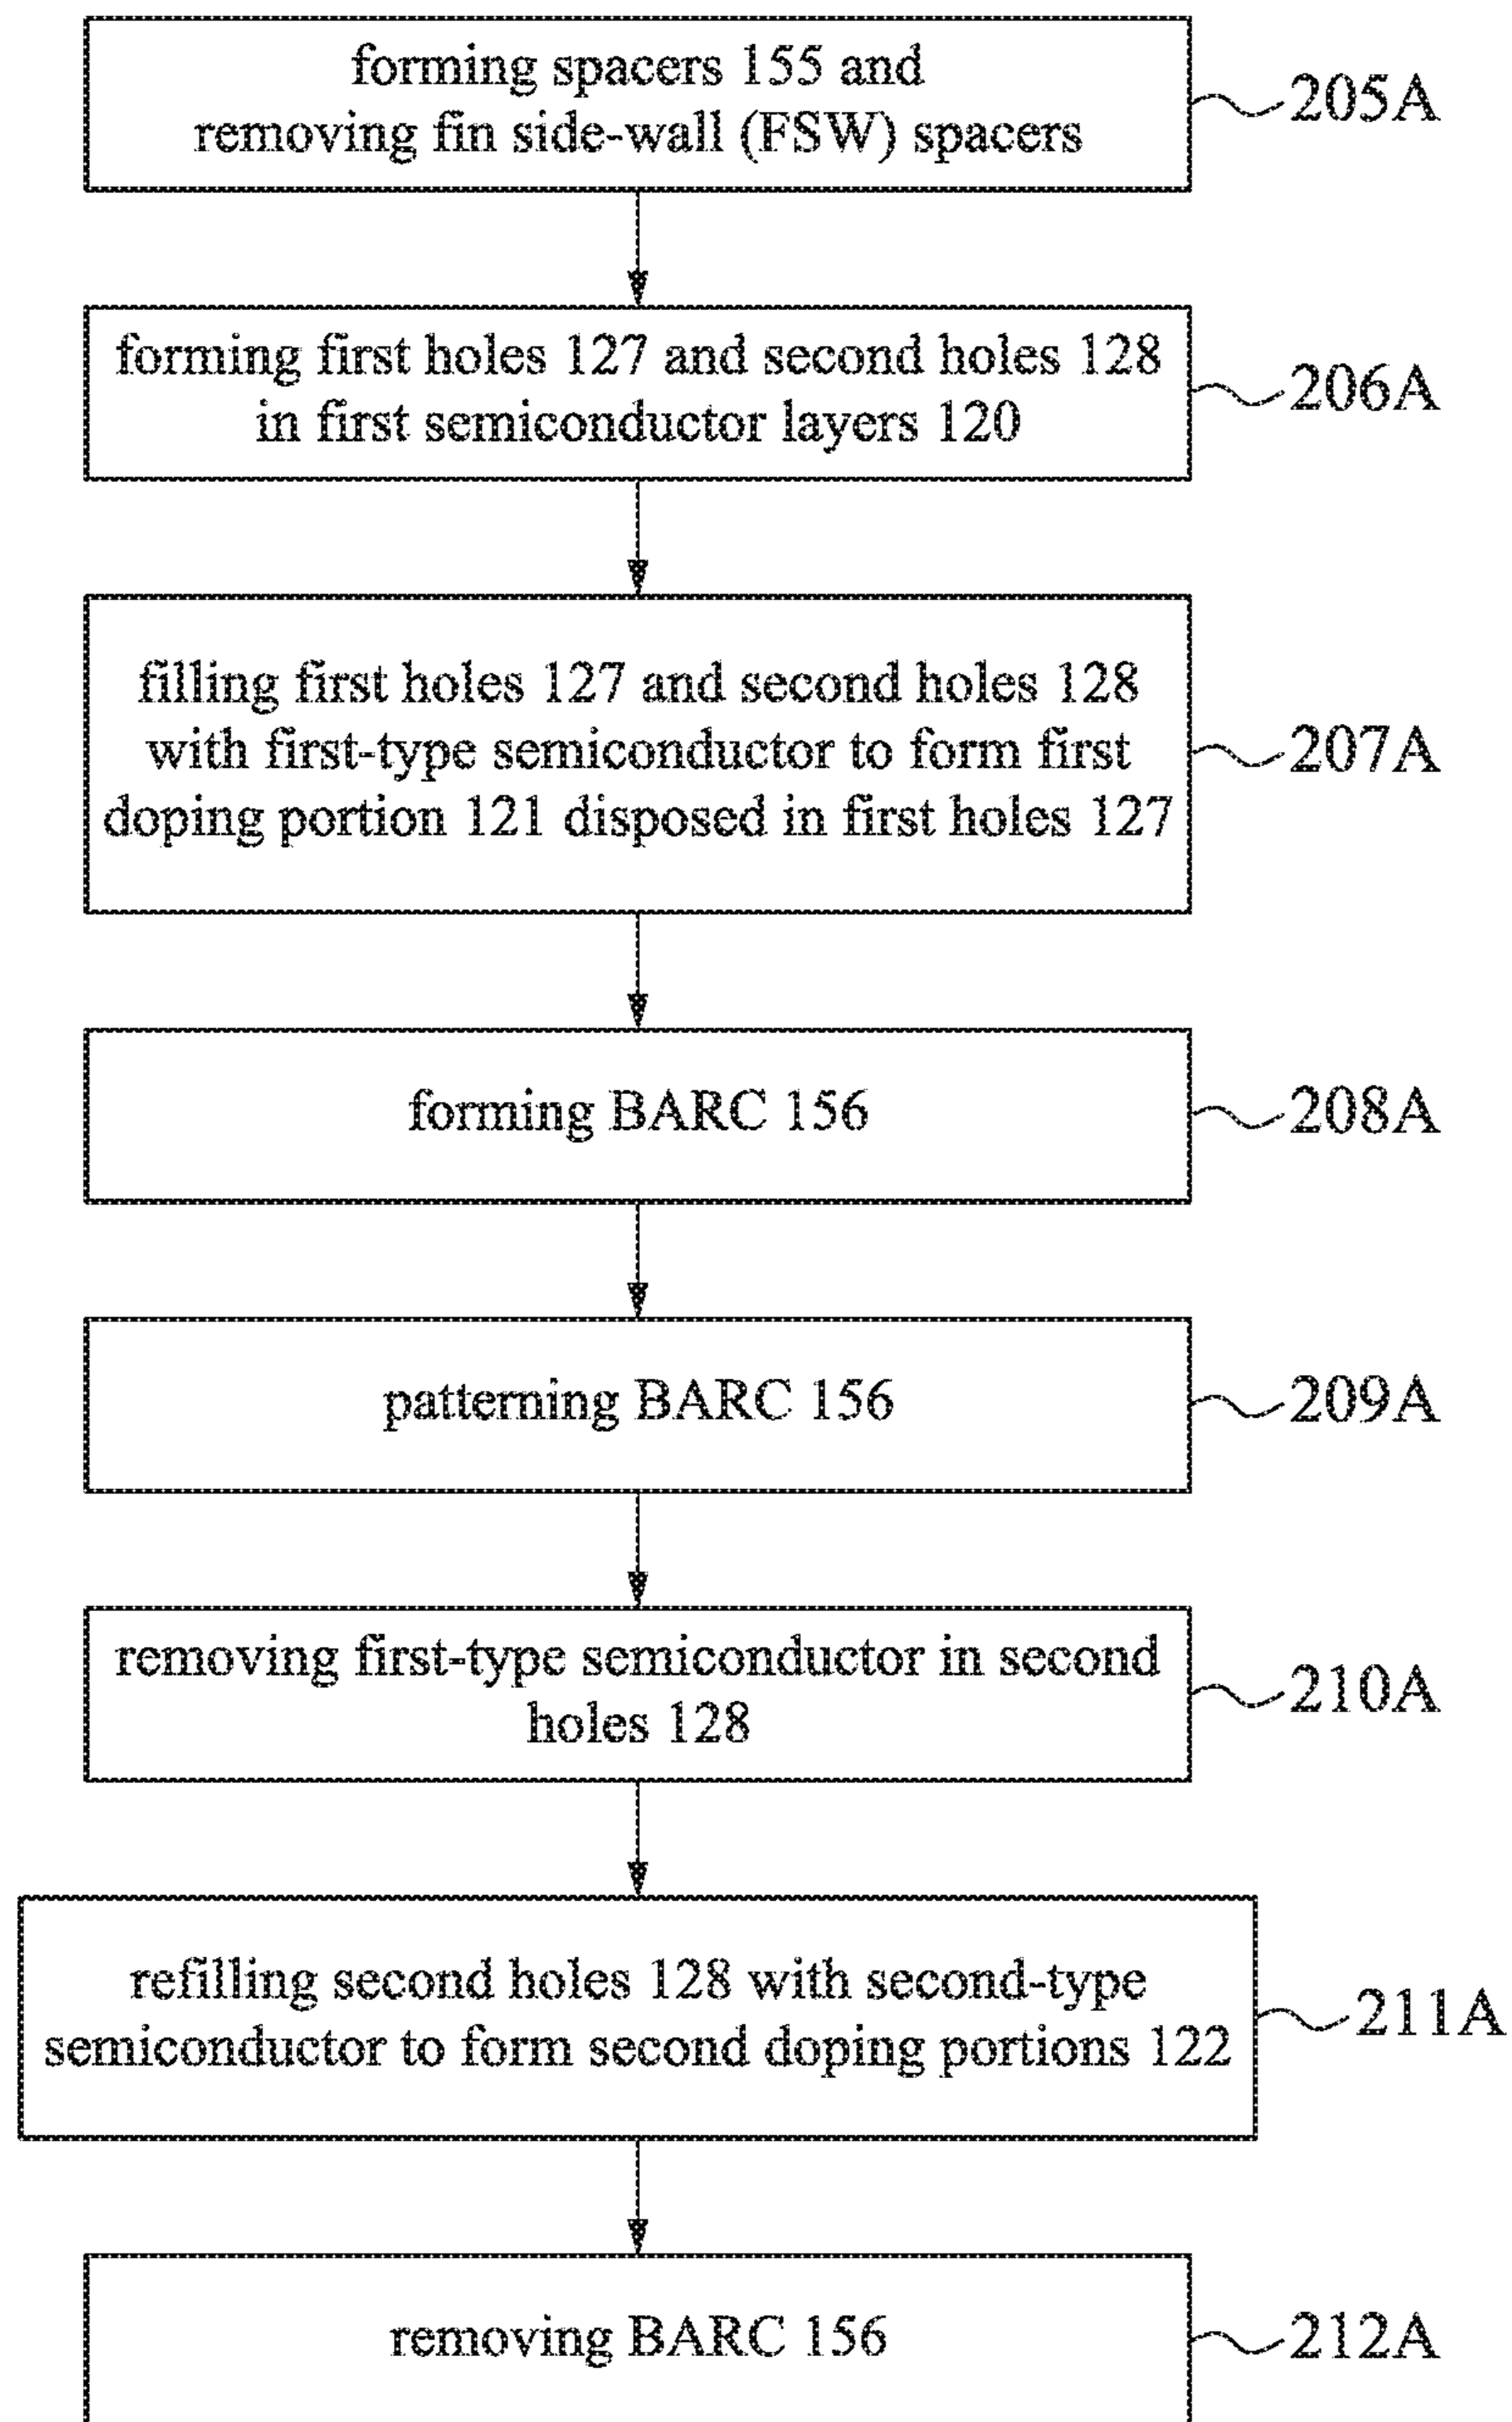 forming spacers 155 and
removing fin side-wall (FSW) spacers
205A
forming first holes 127 and second holes 128
in first semiconductor layers 120
206A
filling first holes 127 and second holes 128
with first-type semiconductor to form first
doping portion 121 disposed in first holes 127
207A
forming BARC 156
208A
patterning BARC 156
209A
removing first-type semiconductor in second
holes 128
210A
refilling second holes 128 with second-type
semiconductor to form second doping portions 122
211A
removing BARC 156
212A